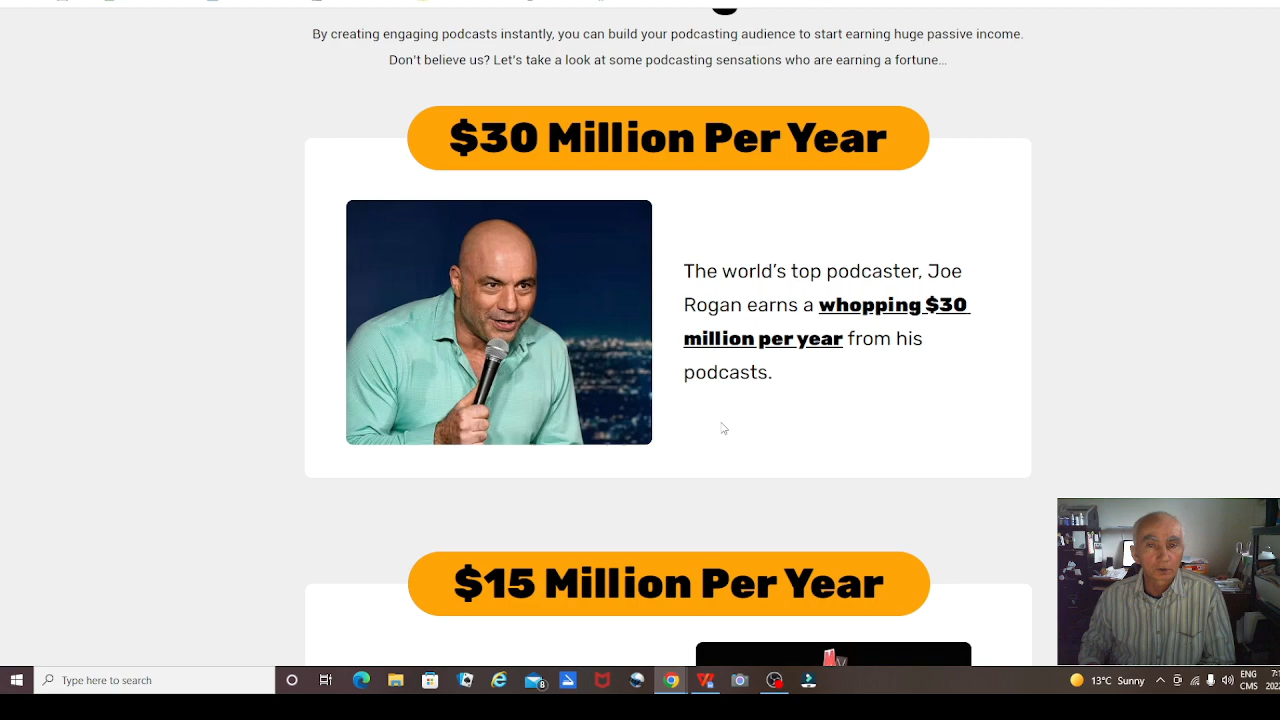 By creating engaging podcasts instantly, you can build your podcasting audience to start earning huge passive income.
Don't believe us? Let's take a look at some podcasting sensations who are earning a fortune...
$30 Million Per Year
The world's top podcaster, Joe
Rogan earns a whopping $30
million per year from his
podcasts.
$15 Million Per Year
Type here to search
8
13°C Sunny
ENG
CMS